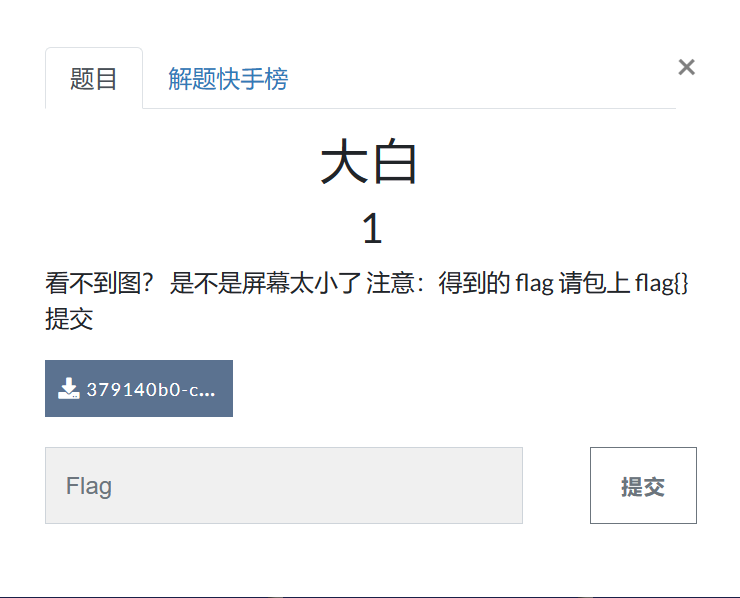 题目
解题快手榜
×
大白
1
看不到图？ 是不是屏幕太小了 注意：得到的 flag 请包上 flag{}
提交
379140b0-c...
Flag
提交